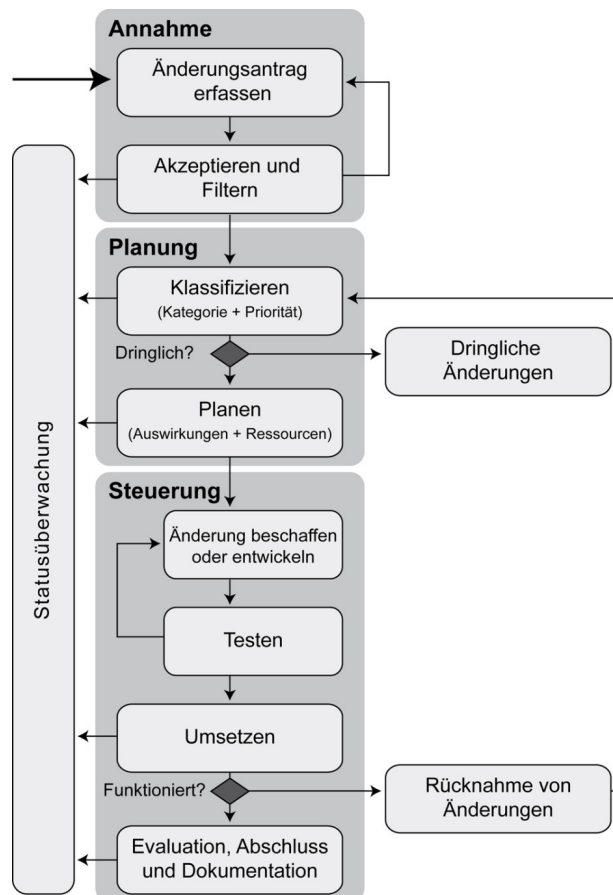 Annahme
Änderungsantrag
erfassen
Akzeptieren und
Filtern
Planung
Klassifizieren
(Kategorie + Priorität)
Dringlich?
Dringliche
Änderungen
Planen
(Auswirkungen + Ressourcen)
Statusüberwachung
Steuerung
Änderung beschaffen
oder entwickeln
Testen
Umsetzen
Funktioniert?
Rücknahme von
Änderungen
Evaluation, Abschluss
und Dokumentation